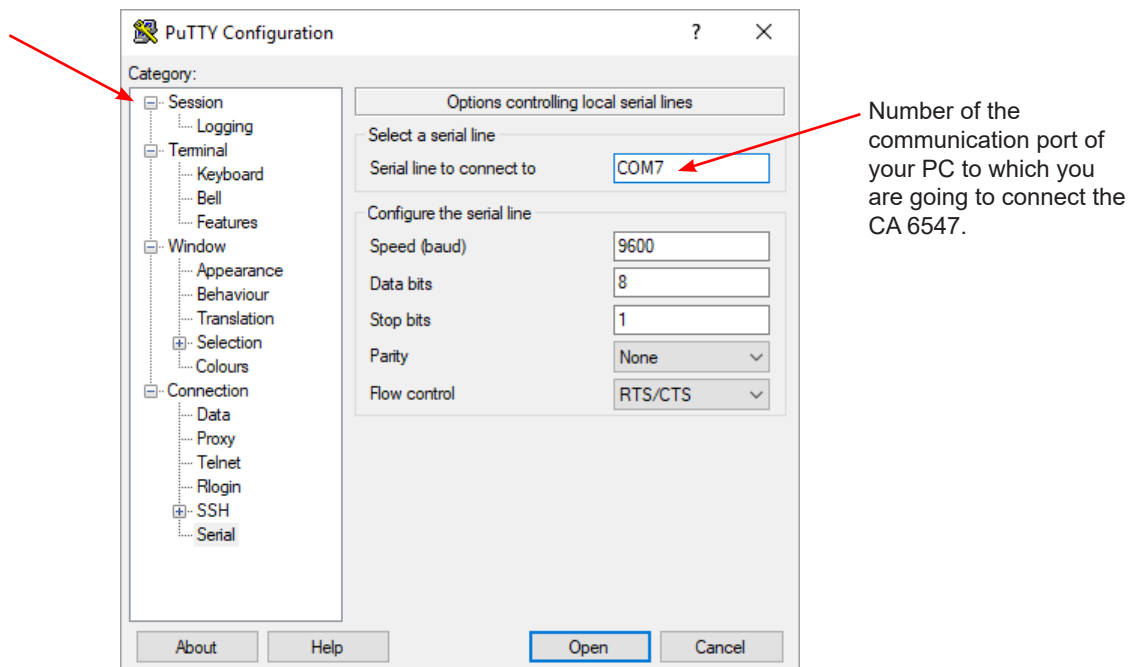 PuTTY Configuration
? ×
Category:
Session
Logging
Terminal
Keyboard
Bell
Features
Window
Appearance
Behaviour
Translation
Selection
Colours
Connection
Data
Proxy
Telnet
Rlogin
SSH
Serial
Options controlling local serial lines
Select a serial line
Serial line to connect to COM7
Configure the serial line
Speed (baud) 9600
Data bits 8
Stop bits 1
Parity None
Flow control RTS/CTS
About Help Open Cancel
Number of the
communication port of
your PC to which you
are going to connect the
CA 6547.